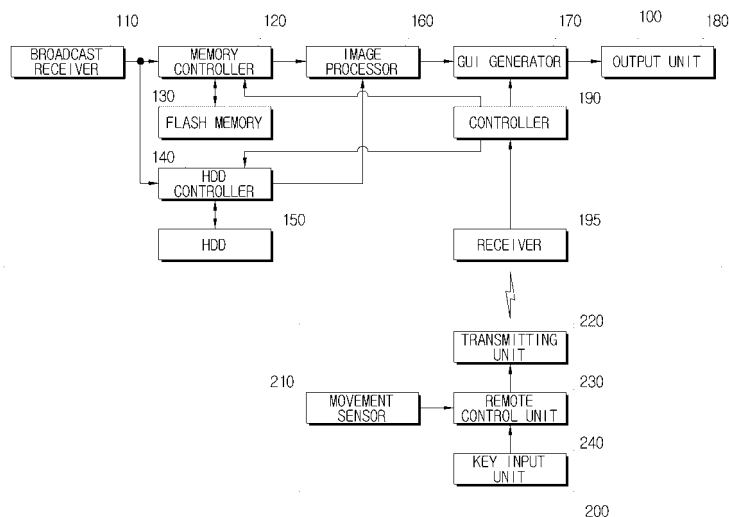 110
120
160
170
100
180
BROADCAST
RECEIVER
MEMORY
CONTROLLER
IMAGE
PROCESSOR
GUI GENERATOR
OUTPUT UNIT
130
190
FLASH MEMORY
CONTROLLER
140
HDD
CONTROLLER
150
195
HDD
RECEIVER
220
TRANSMITTING
UNIT
210
230
MOVEMENT
SENSOR
REMOTE
CONTROL UNIT
240
KEY INPUT
UNIT
200